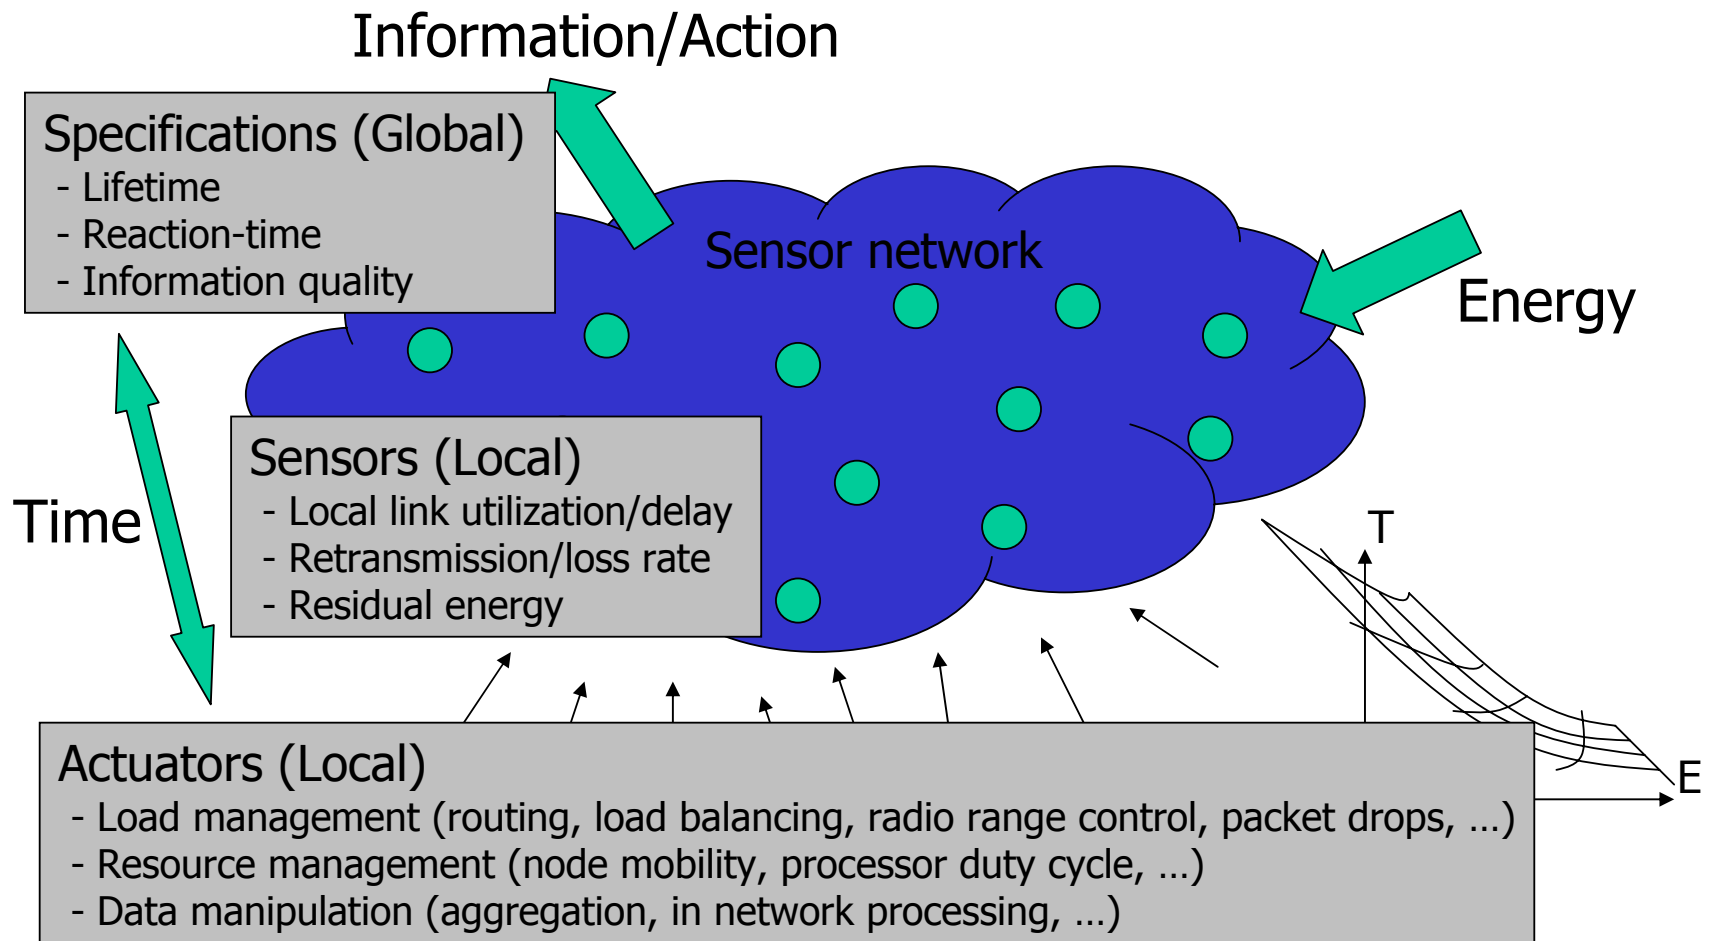 Information/Action
Specifications (Global)
- Lifetime
- Reaction-time
- Information quality
Sensor network
Energy
Sensors (Local)
- Local link utilization/delay
- Retransmission/loss rate
- Residual energy
Time
T
E
Actuators (Local)
- Load management (routing, load balancing, radio range control, packet drops, ...)
- Resource management (node mobility, processor duty cycle, ...)
- Data manipulation (aggregation, in network processing, ...)